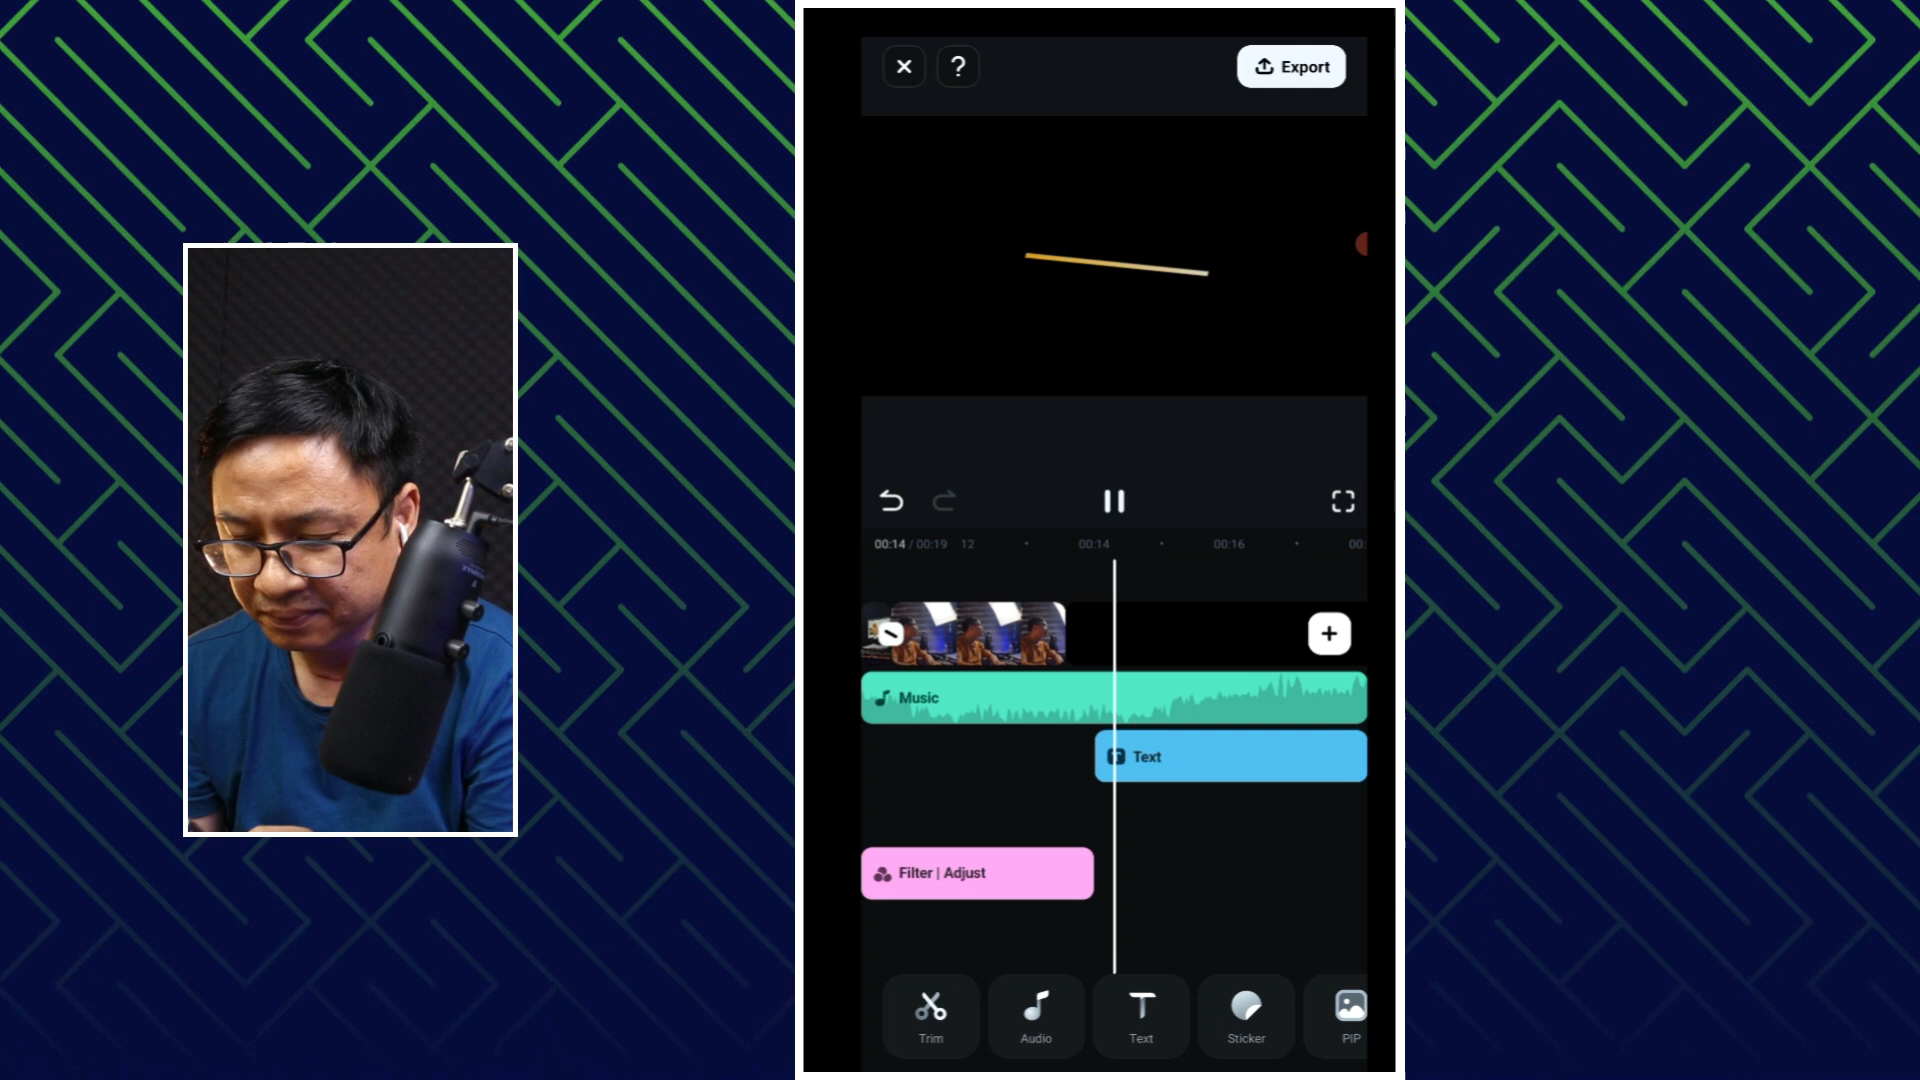 Export
00:14 / 00:19 12 00:14 00:16 00:
Music
Text
Filter | Adjust
Trim Audio Text Sticker PIP